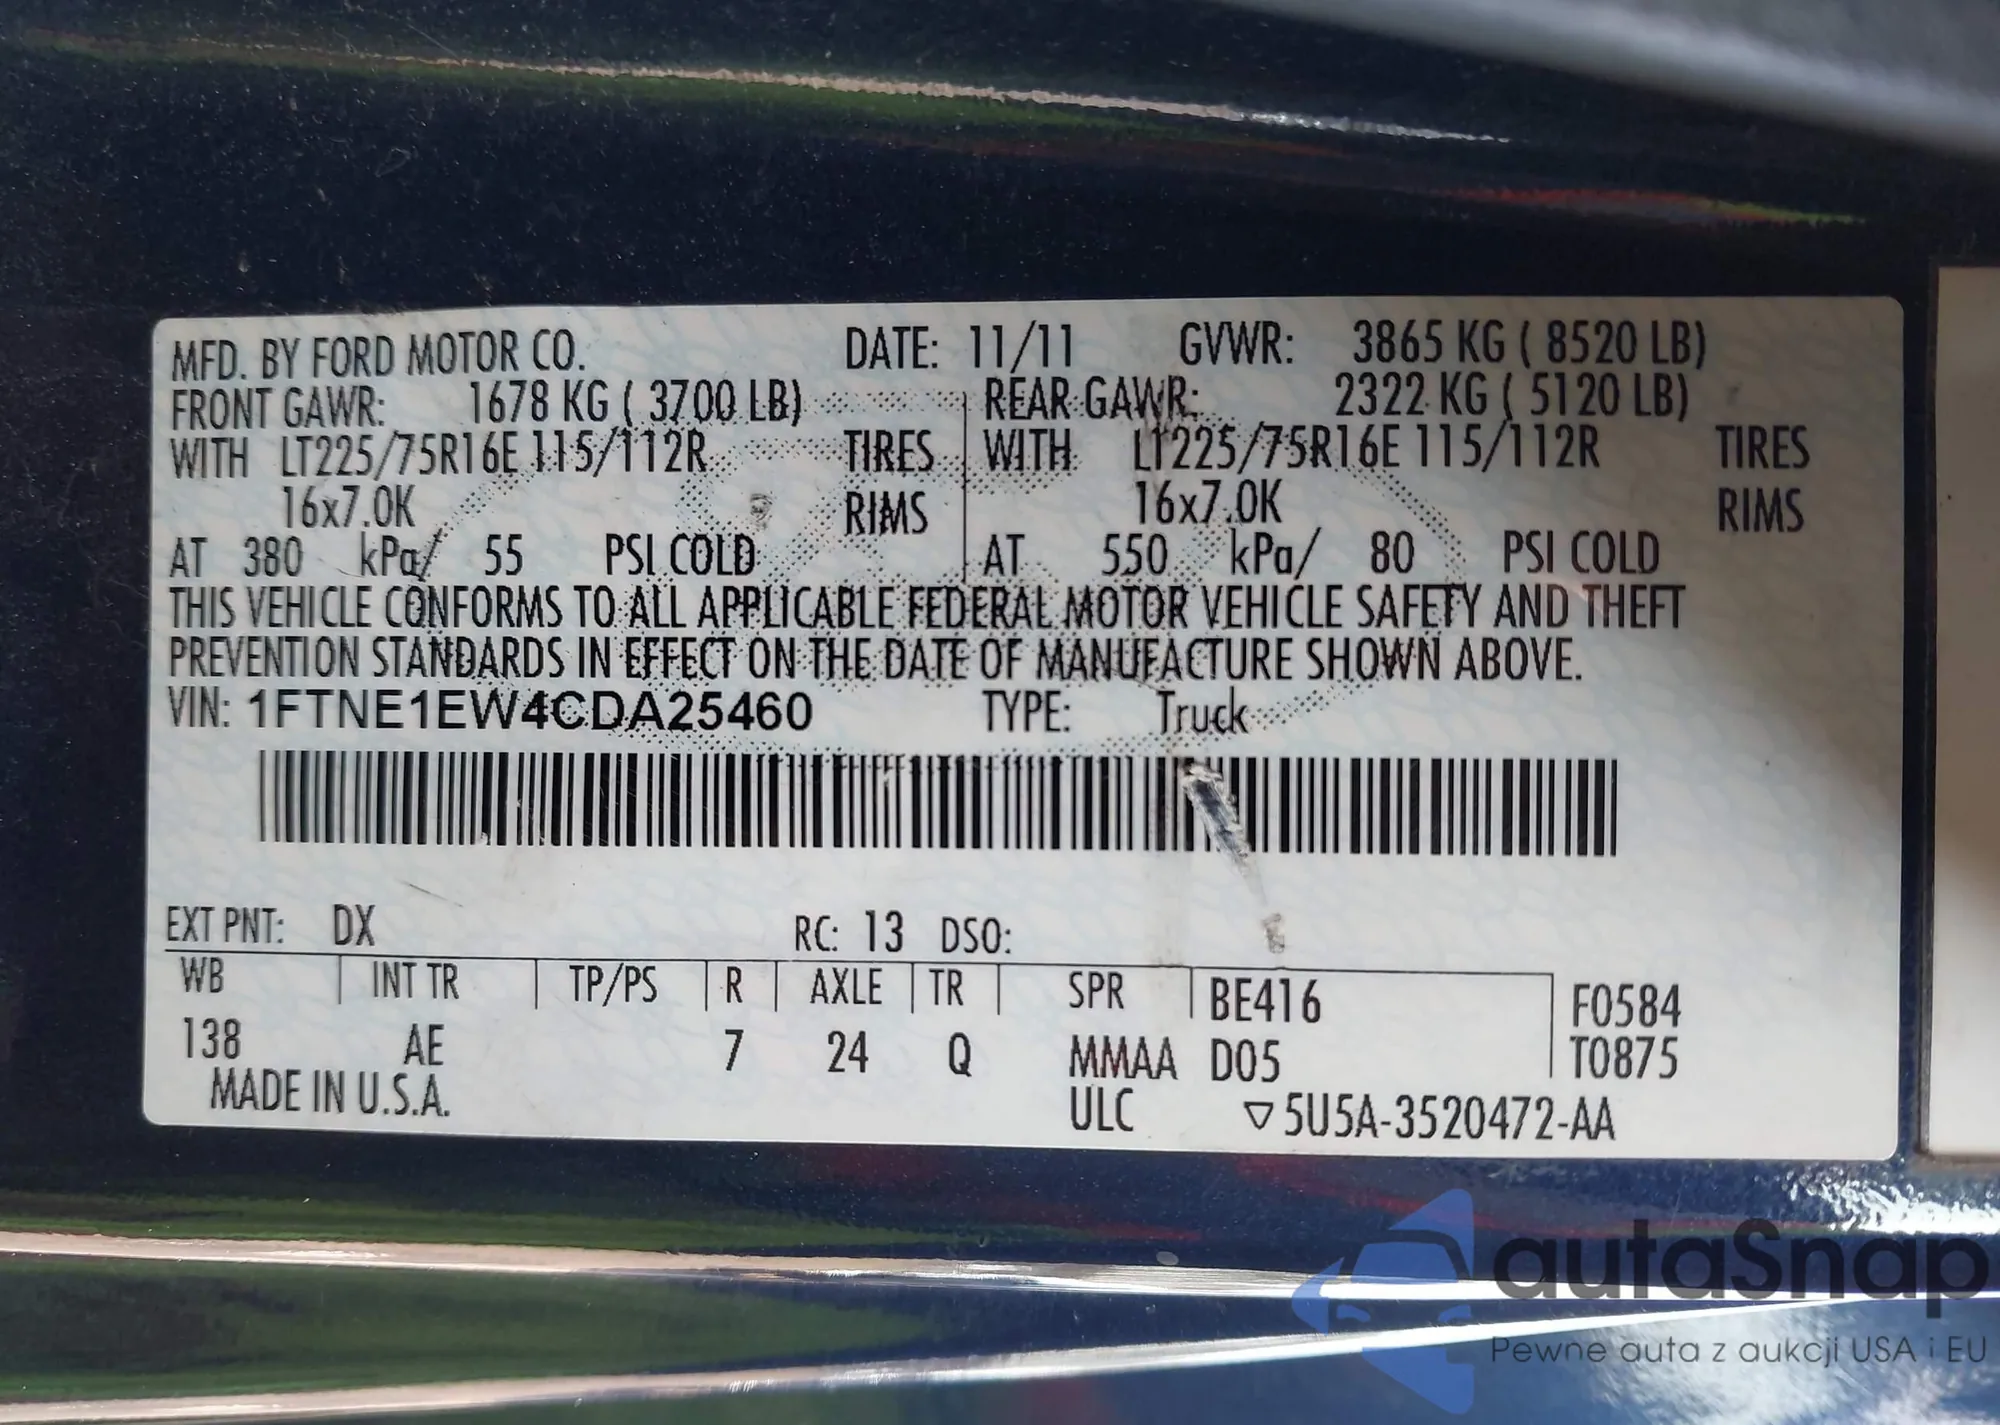 MFD. BY FORD MOTOR CO. DATE: 11/11 GVWR: 3865 KG ( 8520 LB)
FRONT GAWR: 1678 KG ( 3700 LB) REAR GAWR: 2322 KG ( 5120 LB)
WITH LT225/75R16E 115/112R TIRES WITH LT225/75R16E 115/112R TIRES
16x7.0K RIMS 16x7.0K RIMS
AT 380 kPa/ 55 PSI COLD AT 550 kPa/ 80 PSI COLD
THIS VEHICLE CONFORMS TO ALL APPLICABLE FEDERAL MOTOR VEHICLE SAFETY AND THEFT
PREVENTION STANDARDS IN EFFECT ON THE DATE OF MANUFACTURE SHOWN ABOVE.
VIN: 1FTNE1EW4CDA25460 TYPE: Truck
EXT PNT: DX RC: 13 DSO:
WB INT TR TP/PS R AXLE TR SPR BE416 F0584
138 AE 7 24 Q MMAA D05 T0875
MADE IN U.S.A. ULC ▽5U5A-3520472-AA
autaSnap
Pewne auta z aukcji USA i EU